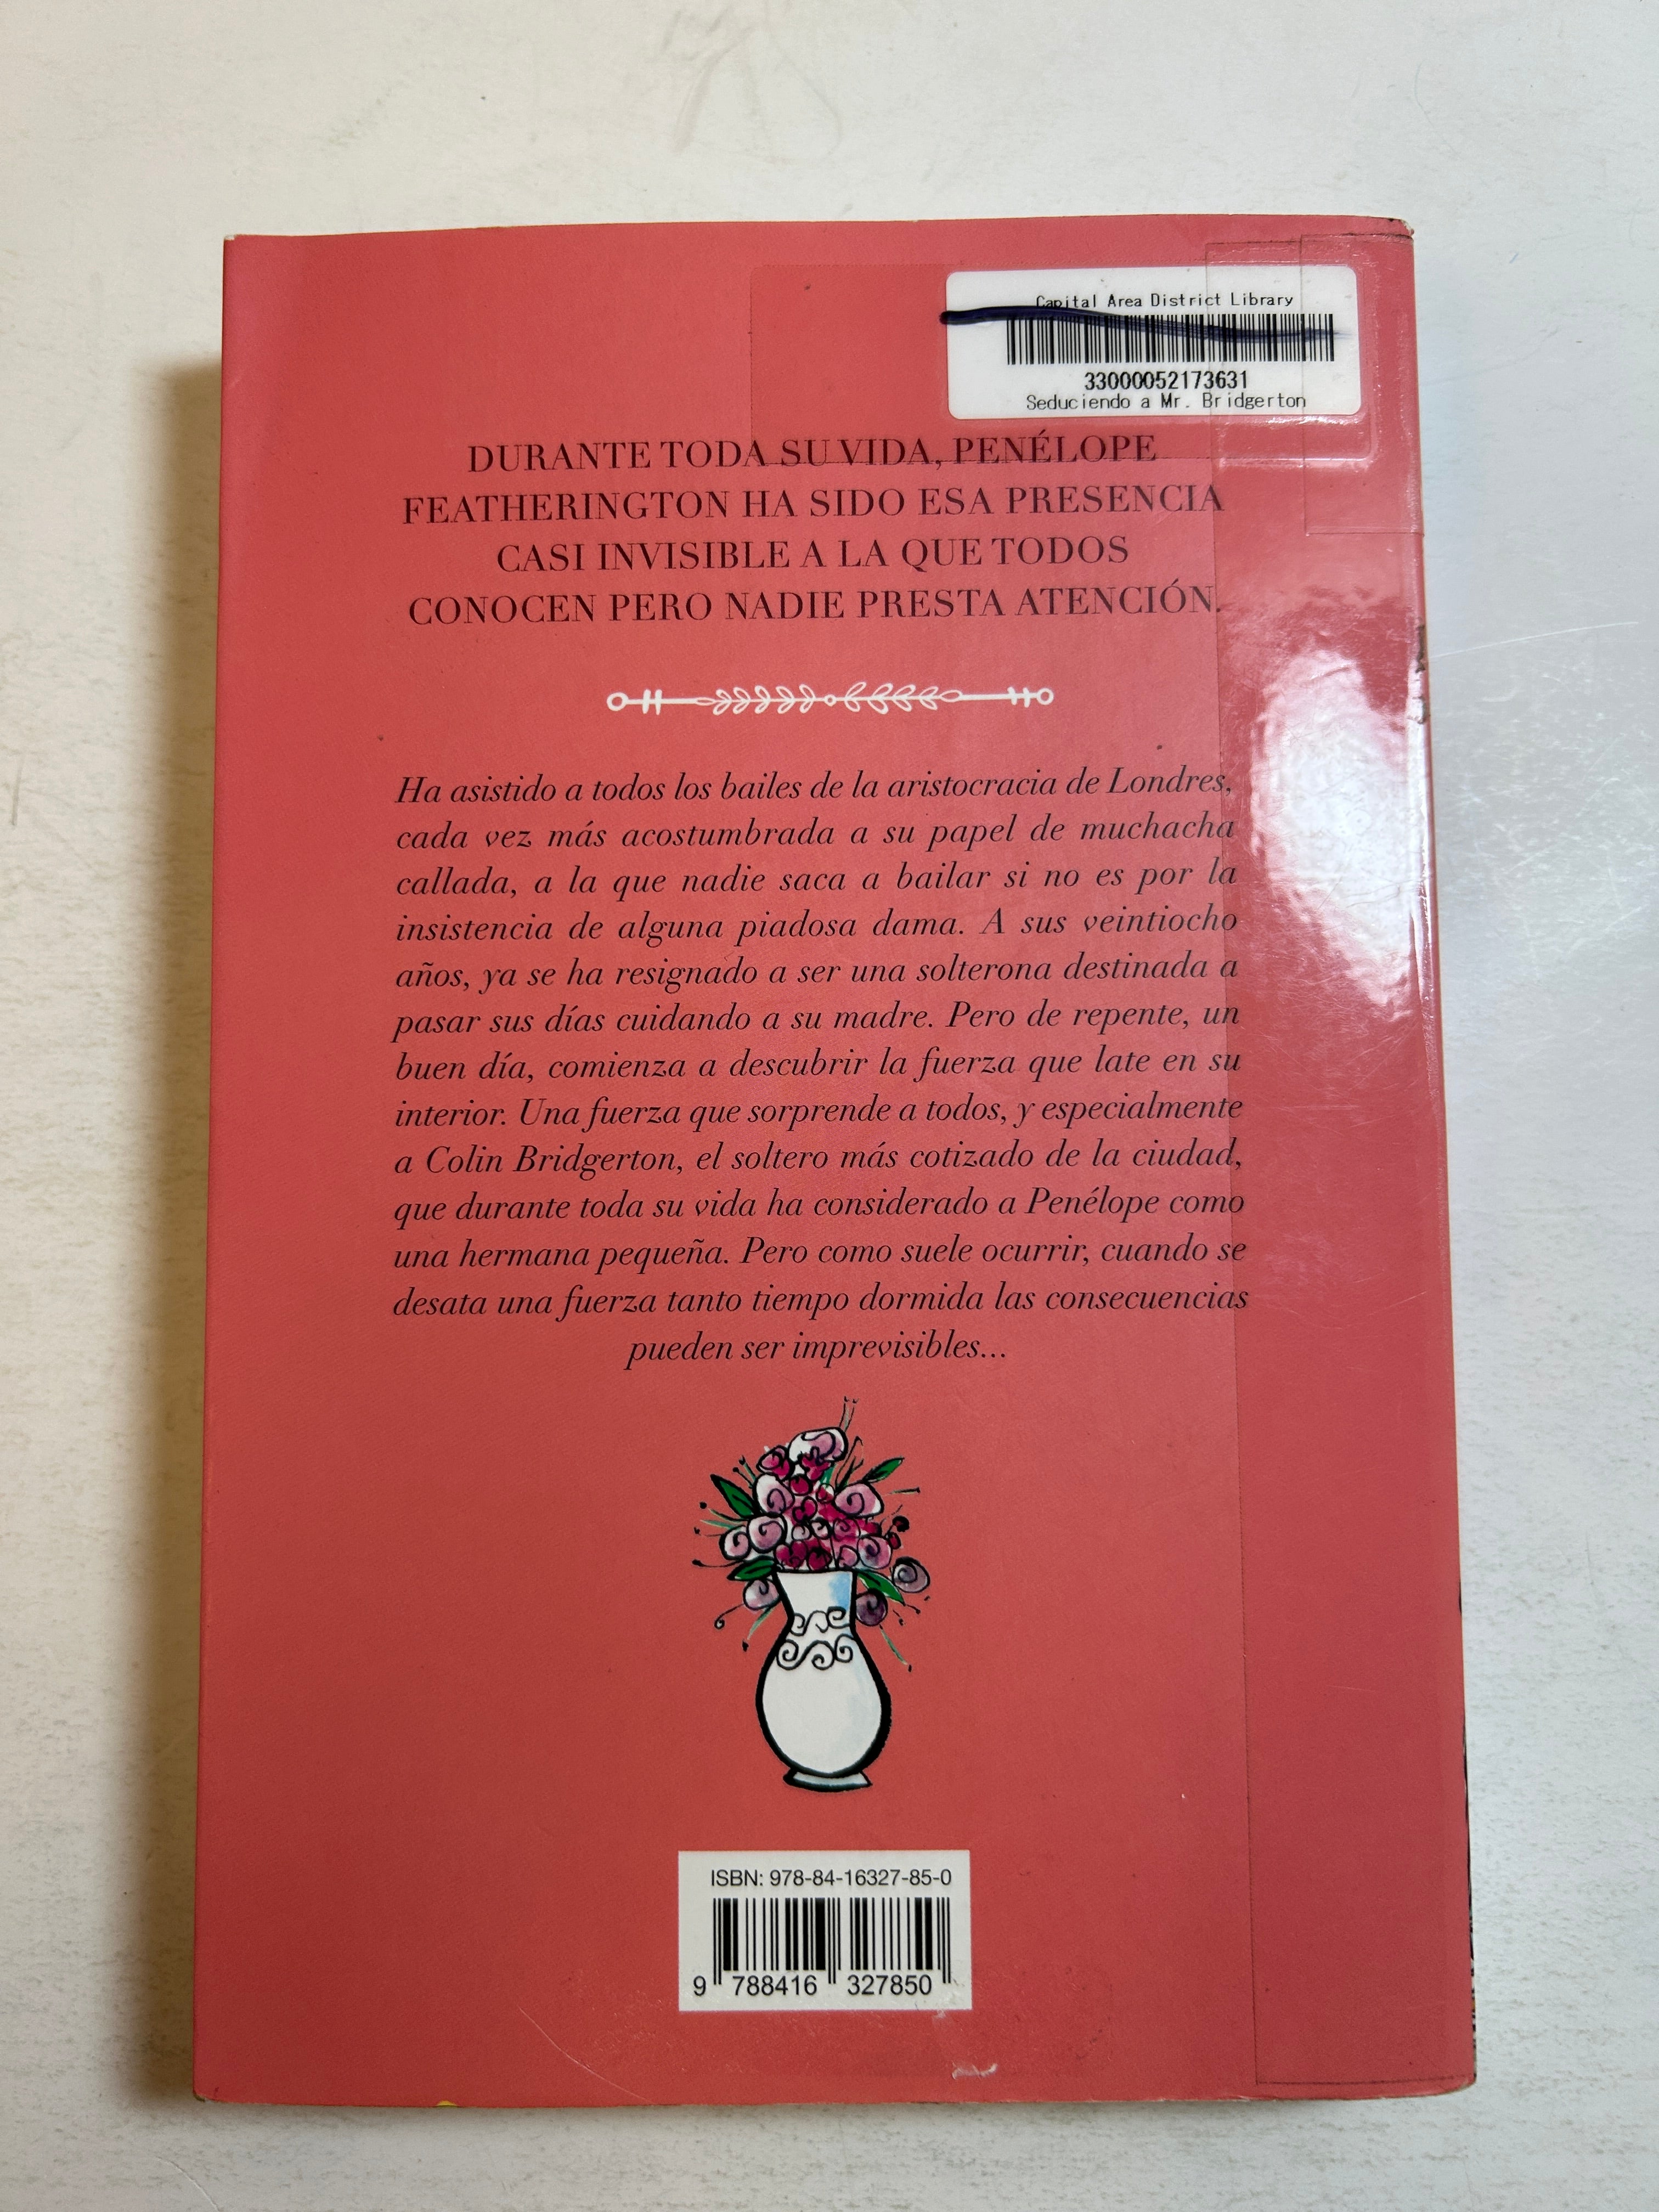 Capital Area District Library
33000052173631
Seduciendo a Mr. Bridgerton
DURANTE TODA SU VIDA, PENÉLOPE
FEATHERINGTON HA SIDO ESA PRESENCIA
CASI INVISIBLE A LA QUE TODOS
CONOCEN PERO NADIE PRESTA ATENCIÓN.
Ha asistido a todos los bailes de la aristocracia de Londres,
cada vez más acostumbrada a su papel de muchacha
callada, a la que nadie saca a bailar si no es por la
insistencia de alguna piadosa dama. A sus veintiocho
años, ya se ha resignado a ser una solterona destinada a
pasar sus días cuidando a su madre. Pero de repente, un
buen día, comienza a descubrir la fuerza que late en su
interior. Una fuerza que sorprende a todos, y especialmente
a Colin Bridgerton, el soltero más cotizado de la ciudad,
que durante toda su vida ha considerado a Penélope como
una hermana pequeña. Pero como suele ocurrir, cuando se
desata una fuerza tanto tiempo dormida las consecuencias
pueden ser imprevisibles...
ISBN: 978-84-16327-85-0
9 788416 327850